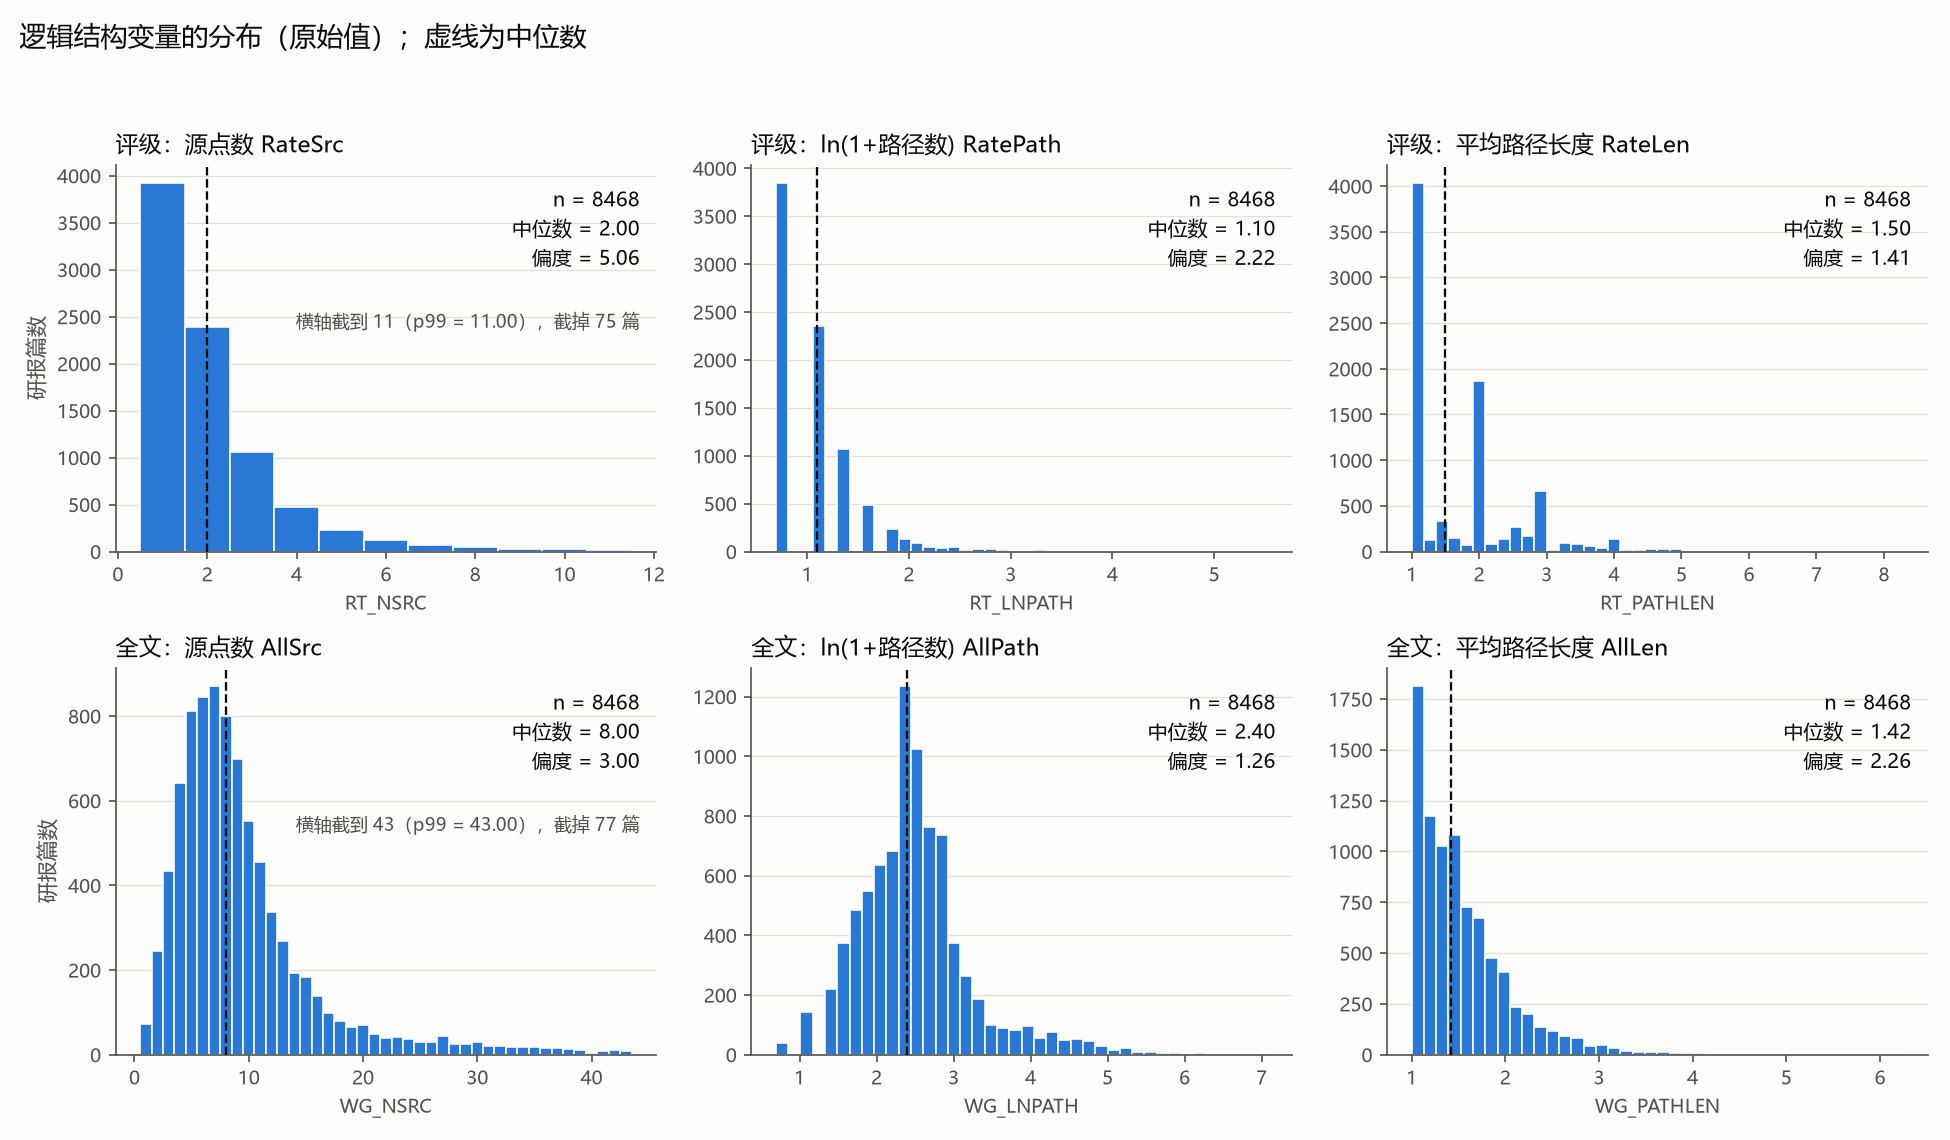 逻辑结构变量的分布（原始值）；虚线为中位数
评级：源点数 RateSrc
n = 8468
中位数 = 2.00
偏度 = 5.06
横轴截到 11（p99 = 11.00），截掉 75 篇
研报篇数
4000
3500
3000
2500
2000
1500
1000
500
0
0 2 4 6 8 10 12
RT_NSRC
评级：ln(1+路径数) RatePath
n = 8468
中位数 = 1.10
偏度 = 2.22
4000
3500
3000
2500
2000
1500
1000
500
0
1 2 3 4 5
RT_LNPATH
评级：平均路径长度 RateLen
n = 8468
中位数 = 1.50
偏度 = 1.41
4000
3500
3000
2500
2000
1500
1000
500
0
1 2 3 4 5 6 7 8
RT_PATHLEN
全文：源点数 AllSrc
n = 8468
中位数 = 8.00
偏度 = 3.00
横轴截到 43（p99 = 43.00），截掉 77 篇
研报篇数
800
600
400
200
0
0 10 20 30 40
WG_NSRC
全文：ln(1+路径数) AllPath
n = 8468
中位数 = 2.40
偏度 = 1.26
1200
1000
800
600
400
200
0
1 2 3 4 5 6 7
WG_LNPATH
全文：平均路径长度 AllLen
n = 8468
中位数 = 1.42
偏度 = 2.26
1750
1500
1250
1000
750
500
250
0
1 2 3 4 5 6
WG_PATHLEN